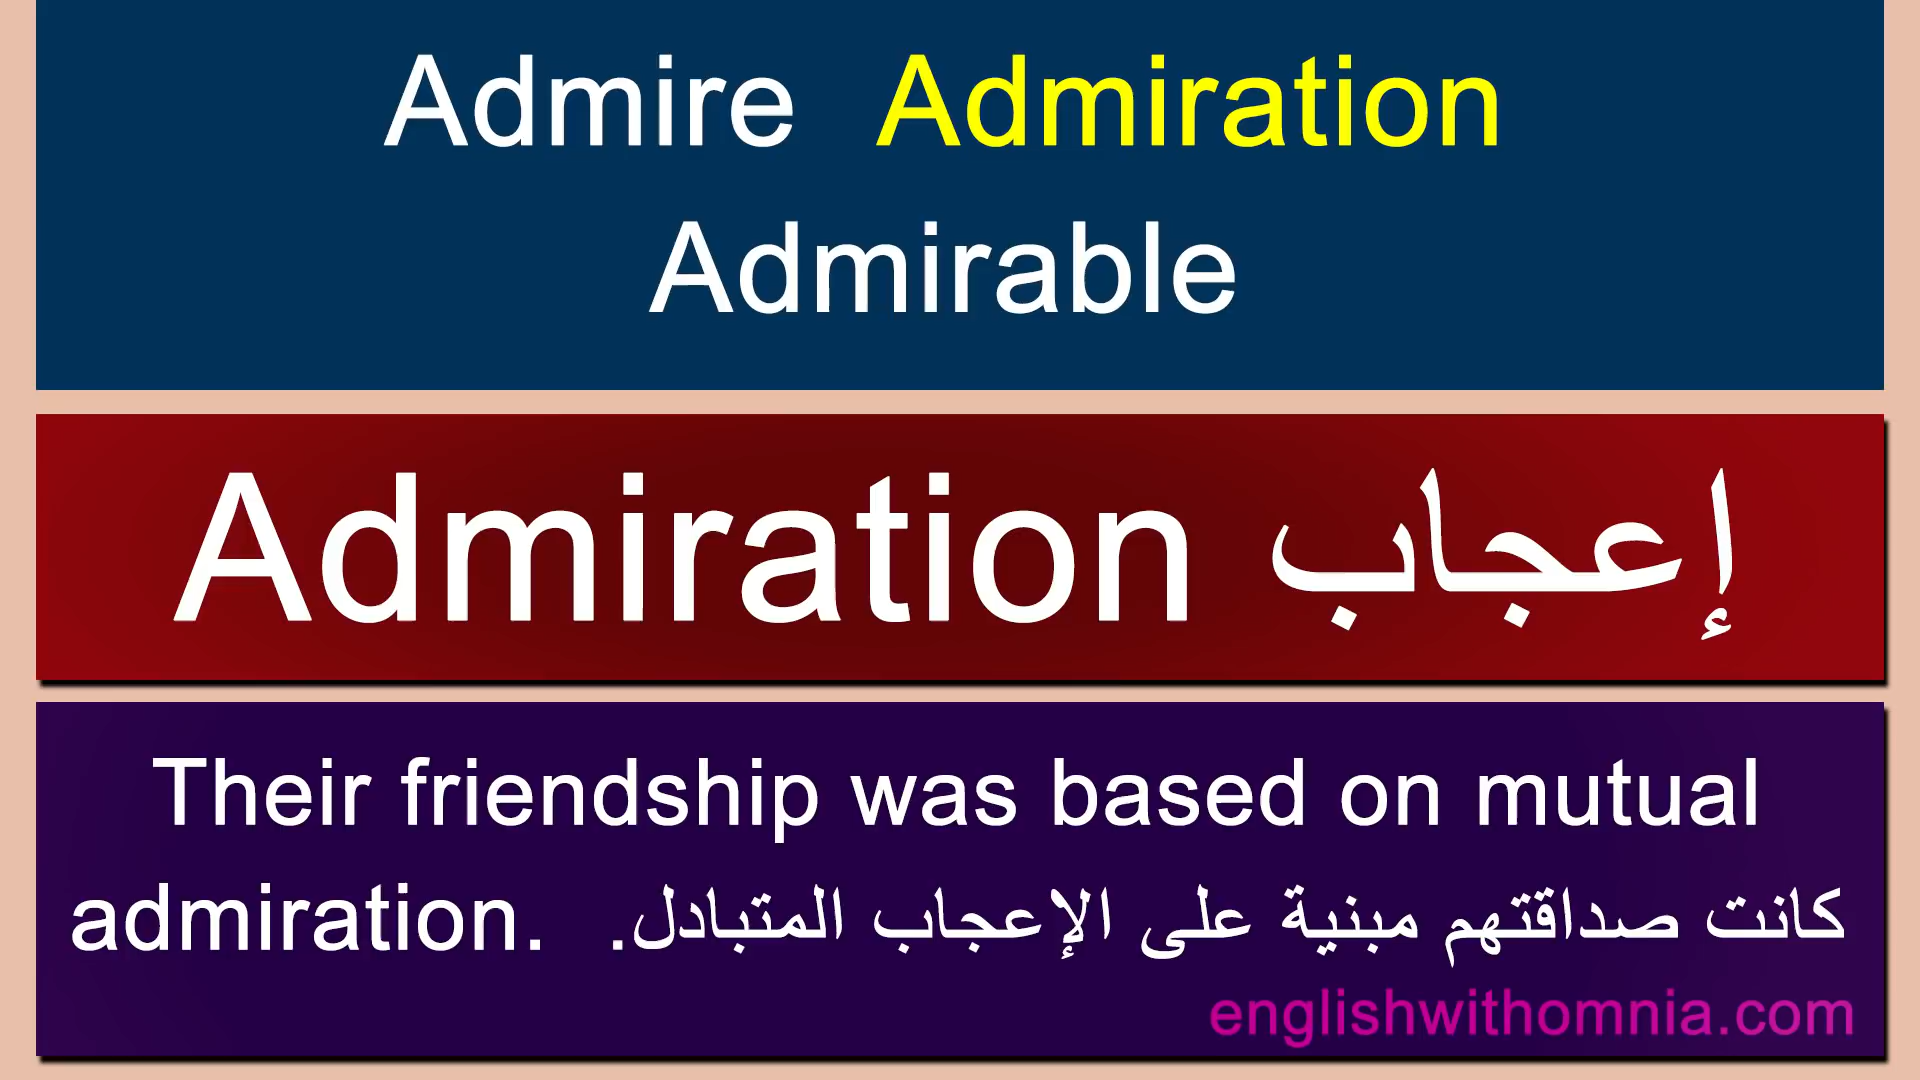 Admire Admiration
Admirable
Admiration إعجاب
Their friendship was based on mutual
admiration. كانت صداقتهم مبنية على الإعجاب المتبادل.
englishwithomnia.com